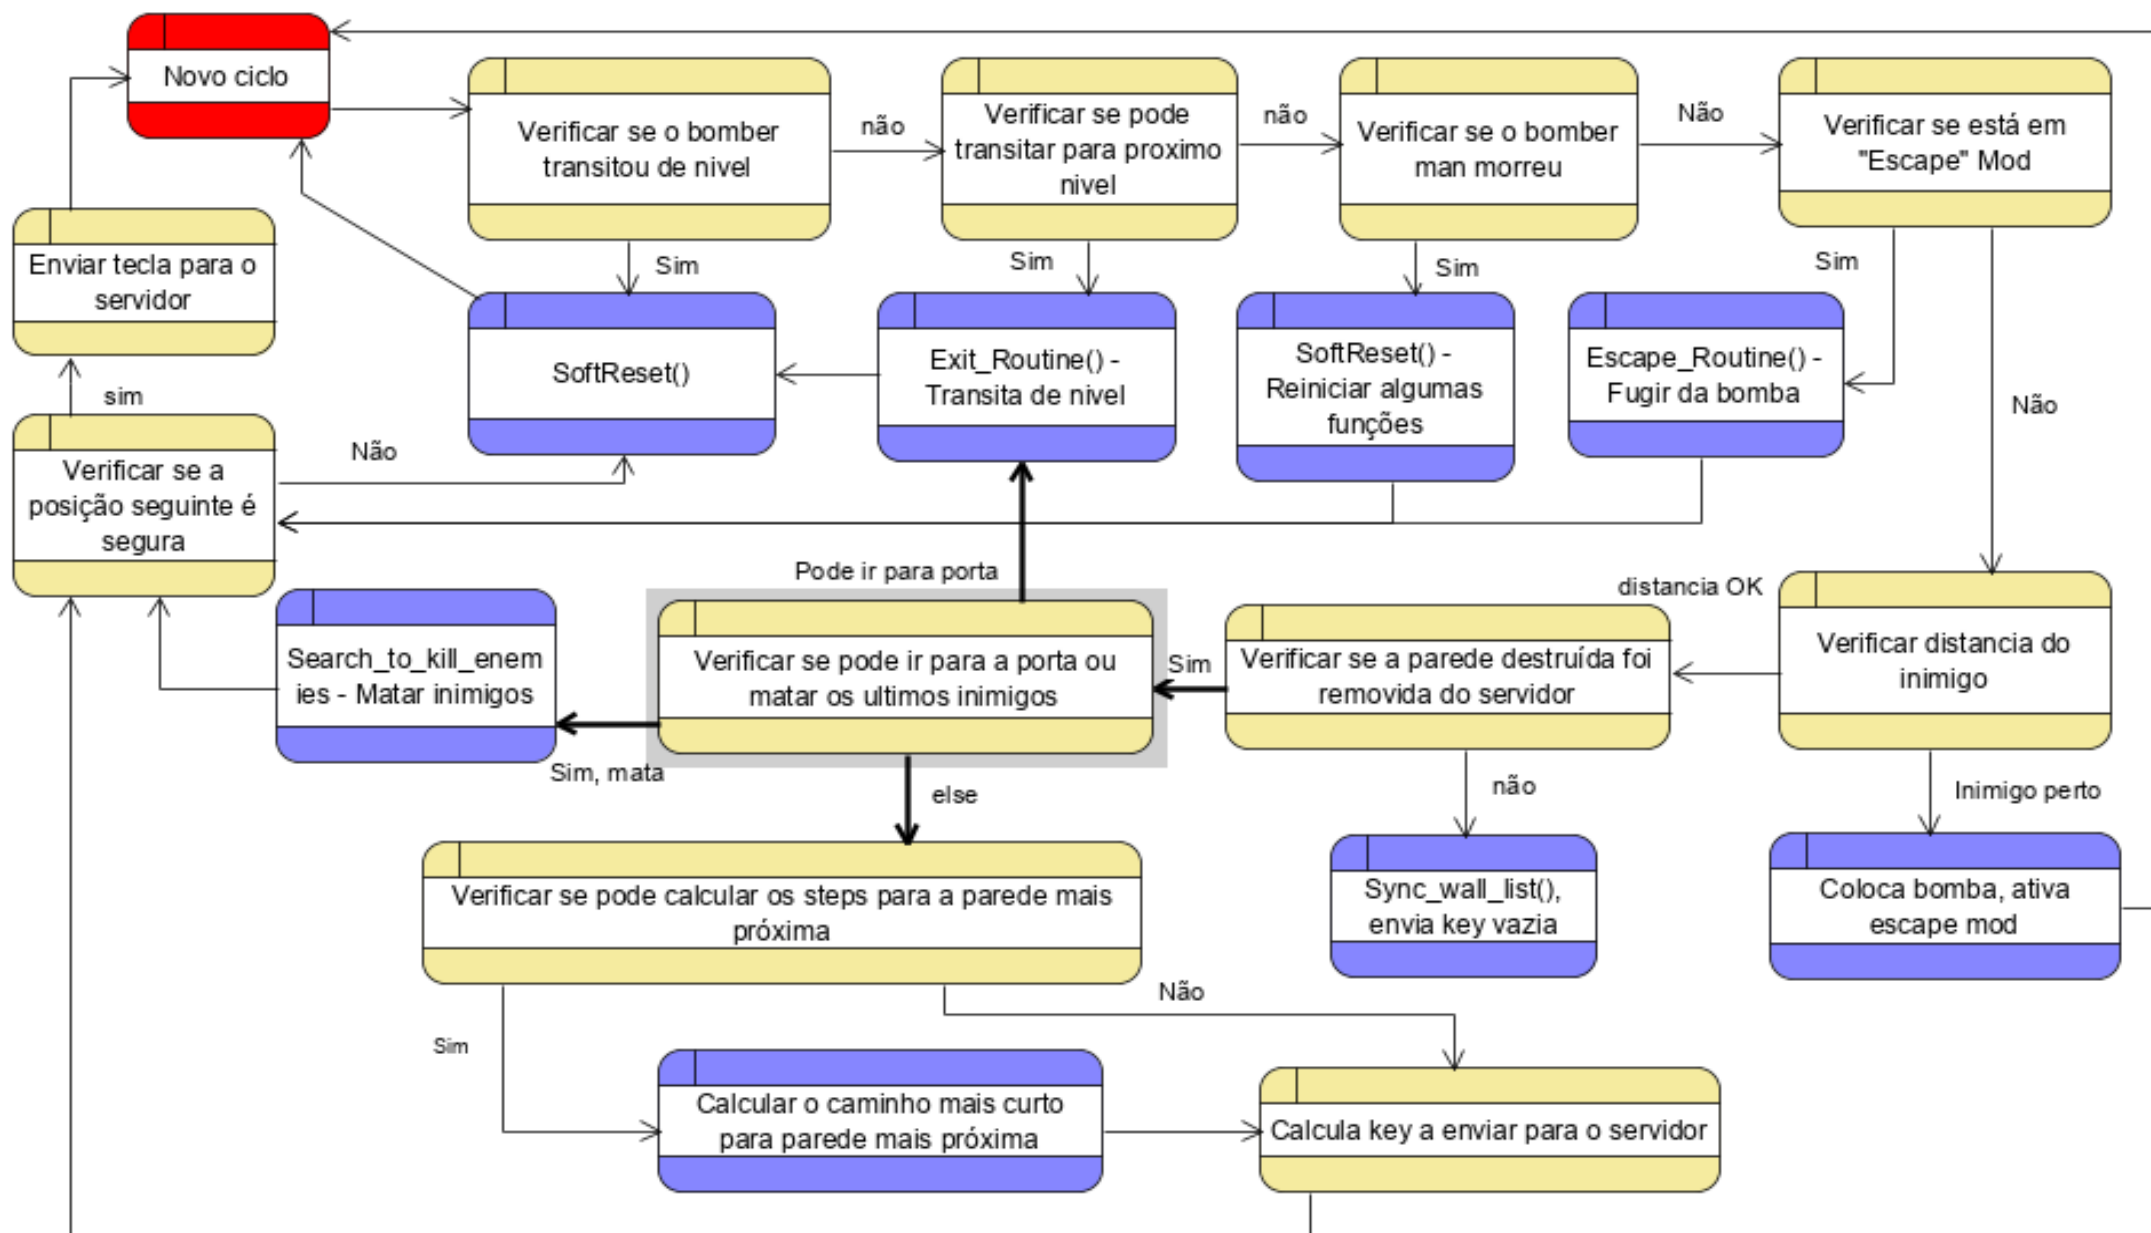 Novo ciclo
Verificar se o bomber
transitou de nivel
não
Verificar se pode
transitar para proximo
nivel
não
Verificar se o bomber
man morreu
Não
Verificar se está em
"Escape" Mod
Enviar tecla para o
servidor
Sim
Sim
Sim
Sim
SoftReset()
Exit_Routine() -
Transita de nivel
SoftReset() -
Reiniciar algumas
funções
Escape_Routine() -
Fugir da bomba
Não
sim
Verificar se a
posição seguinte é
segura
Não
Pode ir para porta
distancia OK
Search_to_kill_enem
ies - Matar inimigos
Verificar se pode ir para a porta ou
matar os ultimos inimigos
Sim
Verificar se a parede destruída foi
removida do servidor
Verificar distancia do
inimigo
Sim, mata
else
não
Inimigo perto
Verificar se pode calcular os steps para a parede mais
próxima
Sync_wall_list(),
envia key vazia
Coloca bomba, ativa
escape mod
Não
Sim
Calcular o caminho mais curto
para parede mais próxima
Calcula key a enviar para o servidor